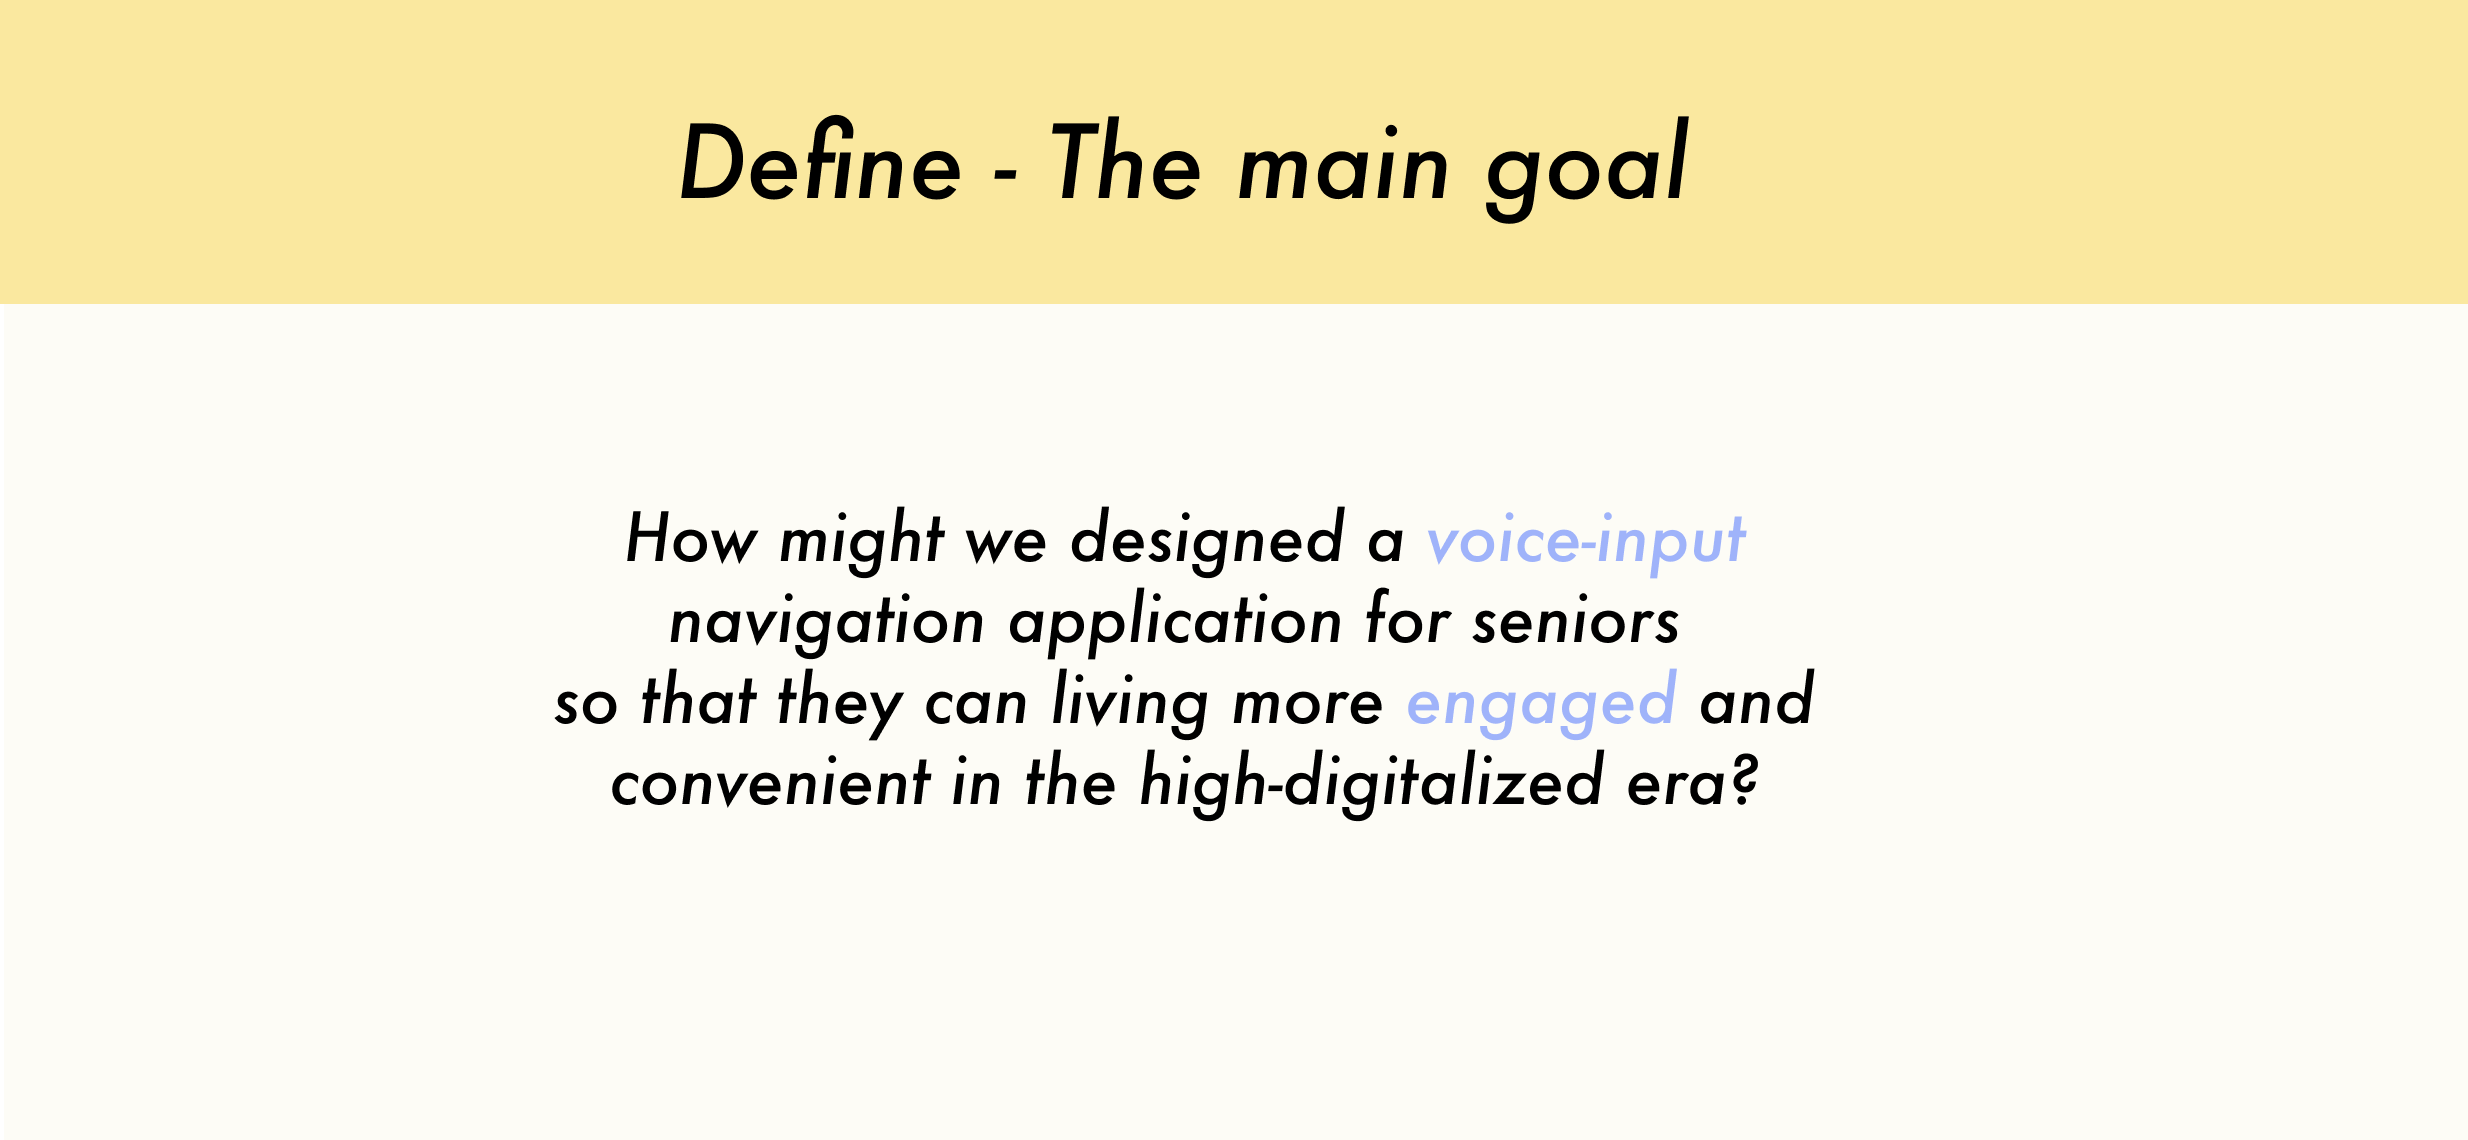 Define - The main goal
How might we designed a voice-input
navigation application for seniors
so that they can living more engaged and
convenient in the high-digitalized era?